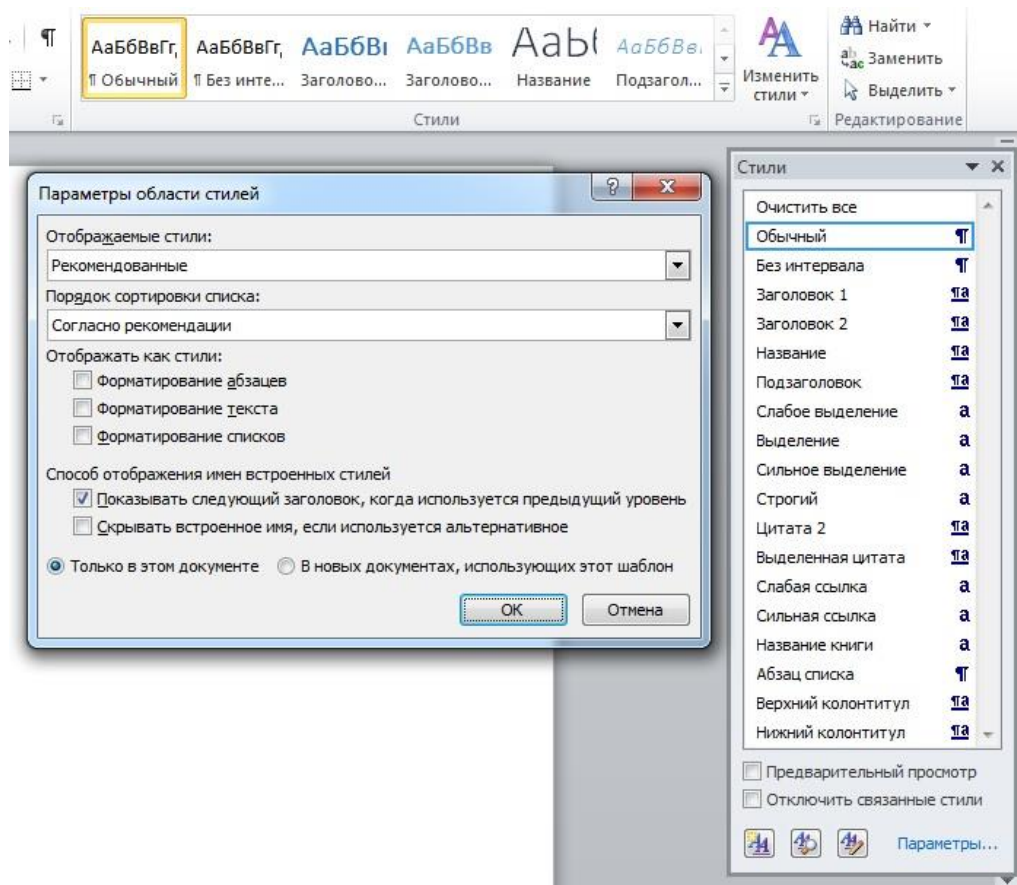 АаБбВвГг,
АаБбВвГг,
АаБбВı
АаБбВв
АаЫ
АаБбВв
¶ Обычный
¶ Без инте...
Заголово...
Заголово...
Название
Подзагол...
Изменить
стили
Найти
Заменить
Выделить
Стили
Редактирование
Параметры области стилей
Отображаемые стили:
Рекомендованные
Порядок сортировки списка:
Согласно рекомендации
Отображать как стили:
Форматирование абзацев
Форматирование текста
Форматирование списков
Способ отображения имен встроенных стилей
Показывать следующий заголовок, когда используется предыдущий уровень
Скрывать встроенное имя, если используется альтернативное
Только в этом документе
В новых документах, использующих этот шаблон
ОК
Отмена
Стили
Очистить все
Обычный ¶
Без интервала ¶
Заголовок 1 ¶a
Заголовок 2 ¶a
Название ¶a
Подзаголовок ¶a
Слабое выделение a
Выделение a
Сильное выделение a
Строгий a
Цитата 2 ¶a
Выделенная цитата ¶a
Слабая ссылка a
Сильная ссылка a
Название книги a
Абзац списка ¶
Верхний колонтитул ¶a
Нижний колонтитул ¶a
Предварительный просмотр
Отключить связанные стили
Параметры...